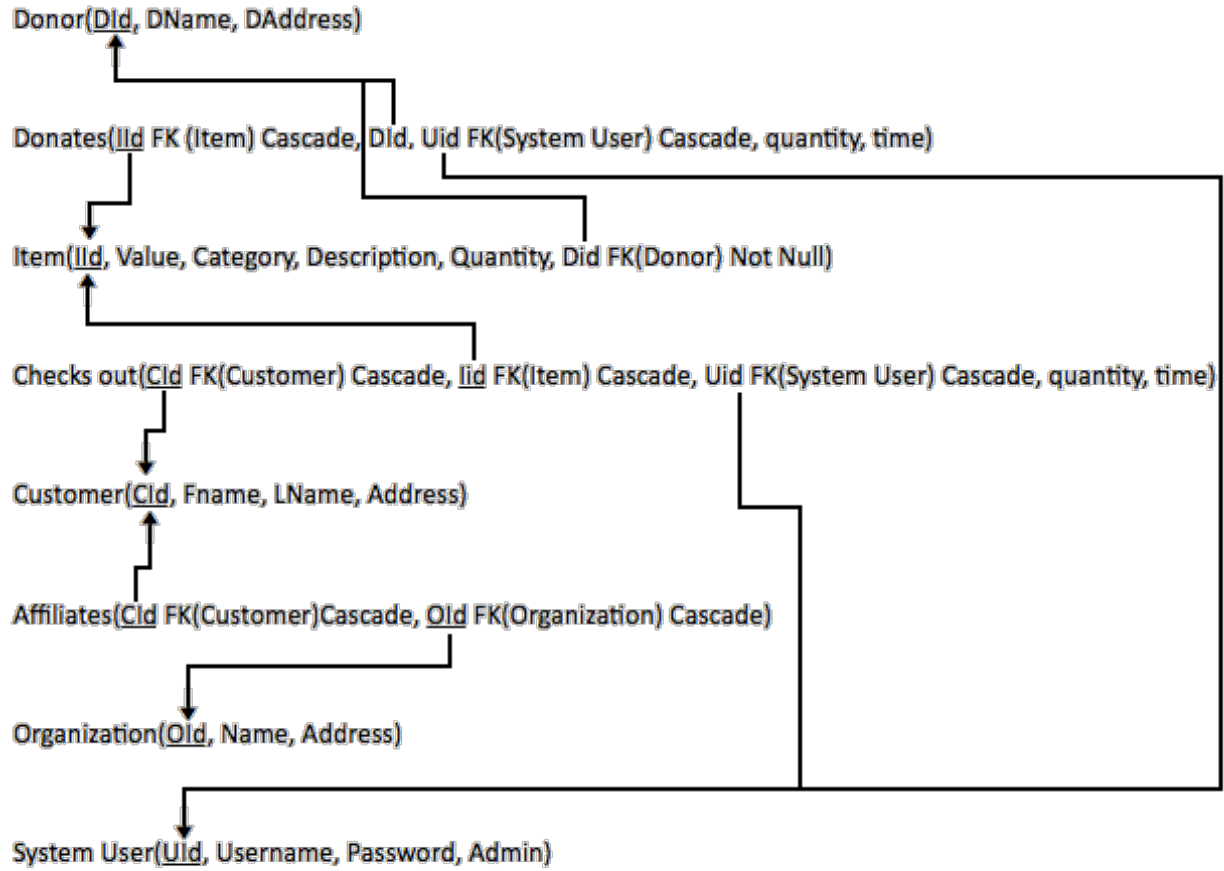 Donor(DId, DName, DAddress)
Donates(IId FK (Item) Cascade, DId, Uid FK(System User) Cascade, quantity, time)
Item(IId, Value, Category, Description, Quantity, Did FK(Donor) Not Null)
Checks out(CId FK(Customer) Cascade, Iid FK(Item) Cascade, Uid FK(System User) Cascade, quantity, time)
Customer(CId, Fname, LName, Address)
Affiliates(CId FK(Customer)Cascade, OId FK(Organization) Cascade)
Organization(OId, Name, Address)
System User(UId, Username, Password, Admin)